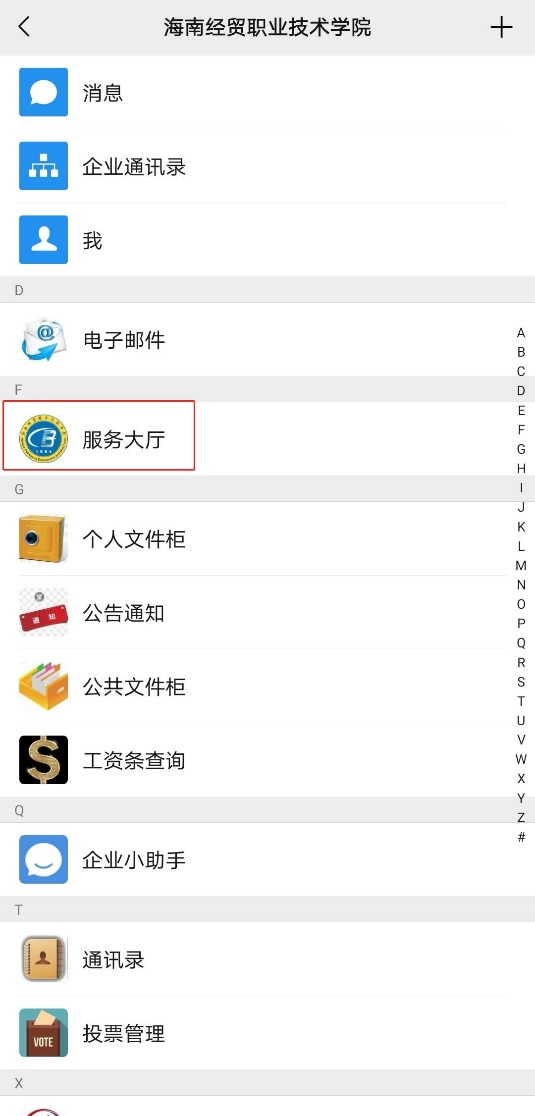 海南经贸职业技术学院
消息
企业通讯录
我
D
电子邮件
F
服务大厅
G
个人文件柜
通知
公告通知
公共文件柜
工资条查询
Q
企业小助手
T
通讯录
VOTE
投票管理
X
A
B
C
D
E
F
G
H
I
J
K
L
M
N
O
P
Q
R
S
T
U
V
W
X
Y
Z
#